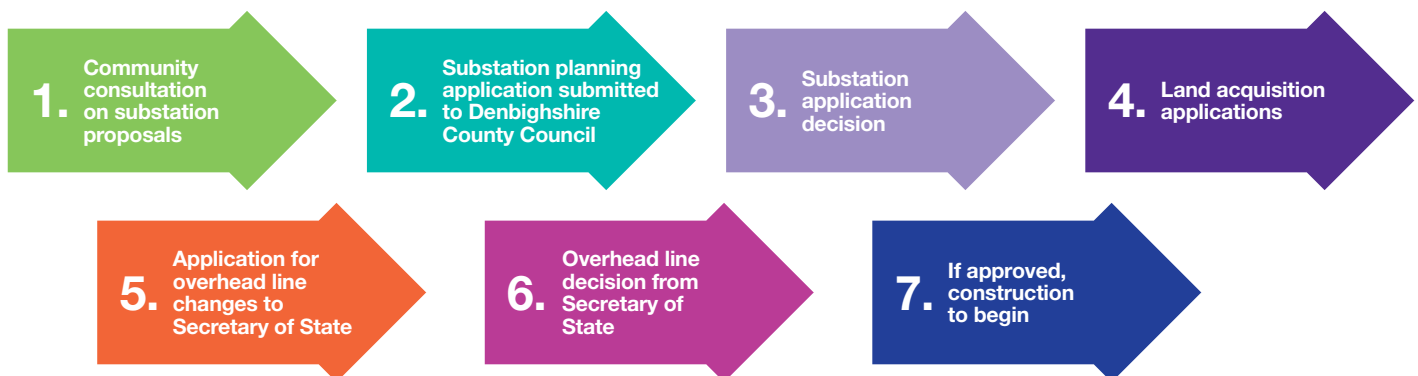 1.
Community
consultation
on substation
proposals
2.
Substation planning
application submitted
to Denbighshire
County Council
3.
Substation
application
decision
4.
Land acquisition
applications
5.
Application for
overhead line
changes to
Secretary of State
6.
Overhead line
decision from
Secretary of
State
7.
If approved,
construction
to begin